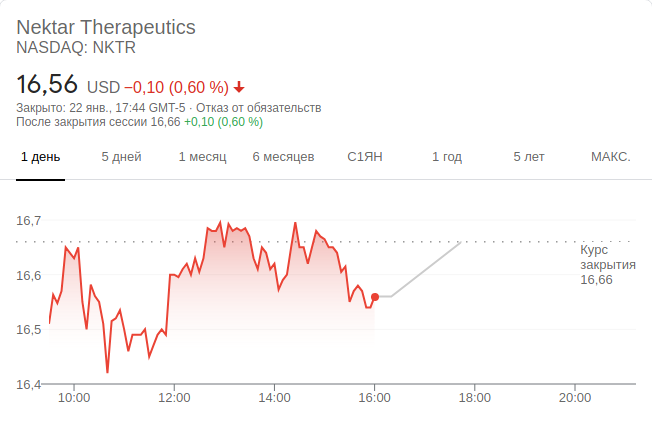 Nektar Therapeutics
NASDAQ: NKTR
16,56 USD −0,10 (0,60 %)
Закрыто: 22 янв., 17:44 GMT-5 · Отказ от обязательств
После закрытия сессии 16,66 +0,10 (0,60 %)
1 день 5 дней 1 месяц 6 месяцев С1ЯН 1 год 5 лет МАКС.
16,7
Курс
закрытия
16,66
16,6
16,5
16,4
10:00 12:00 14:00 16:00 18:00 20:00